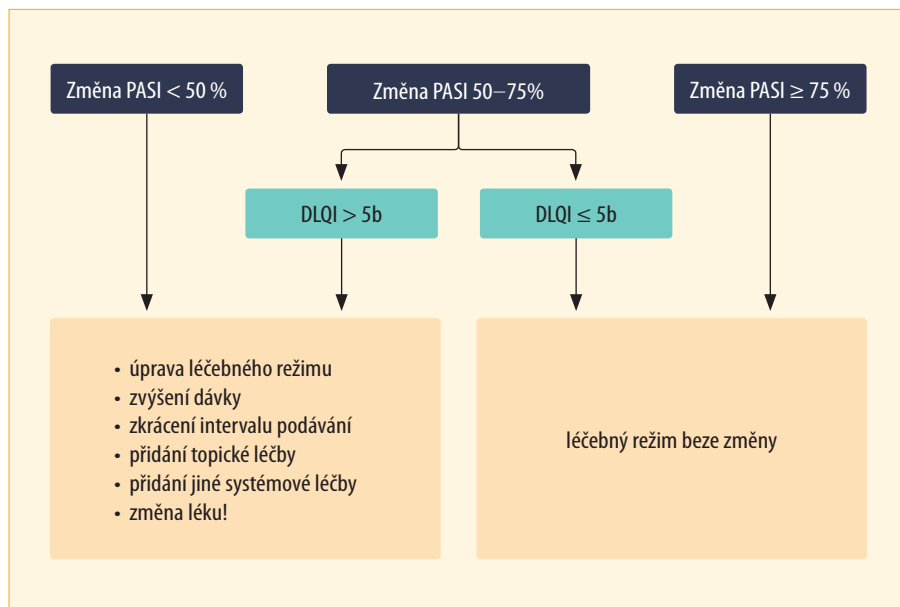 Změna PASI < 50 %
Změna PASI 50–75%
Změna PASI ≥ 75 %
DLQI > 5b
DLQI ≤ 5b
• úprava léčebného režimu
• zvýšení dávky
• zkrácení intervalu podávání
• přidání topické léčby
• přidání jiné systémové léčby
• změna léku!
léčebný režim beze změny